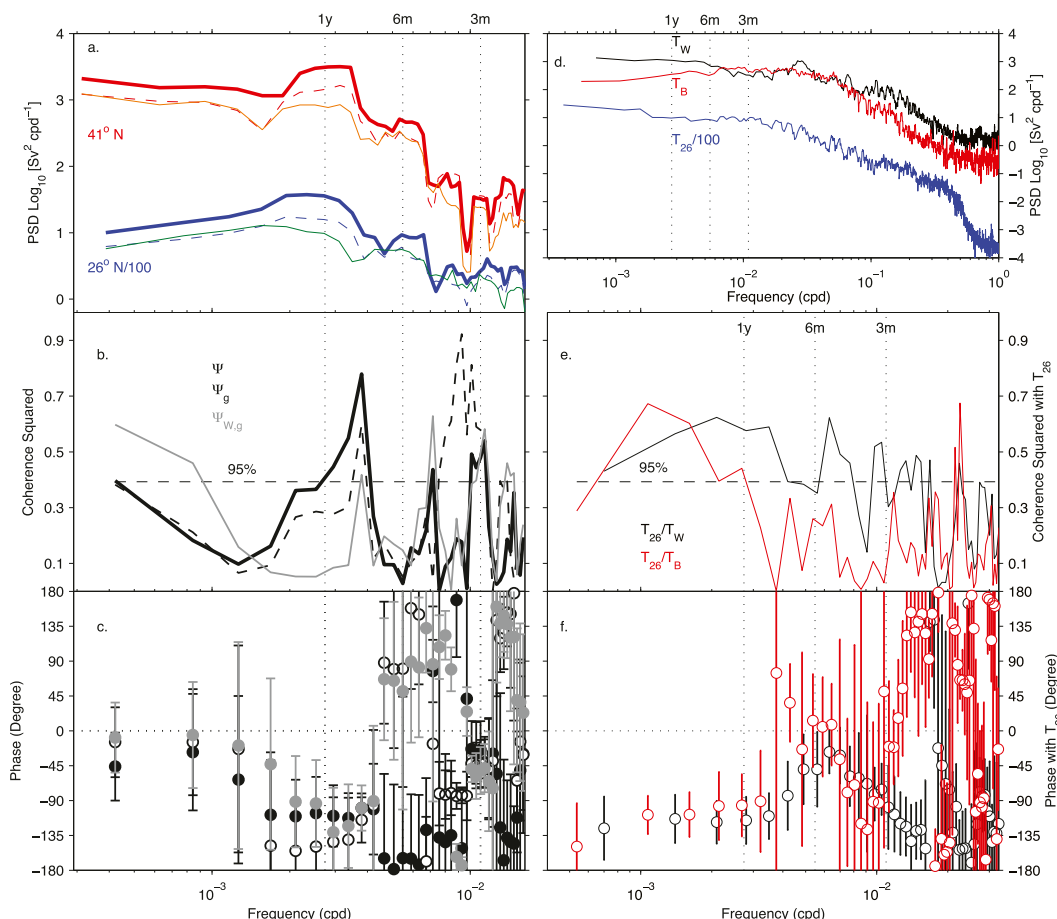 1y 6m 3m
a.
4
3
2
1
0
PSD Log10 [Sv2 cpd-1]
41o N
26o N/100
1y 6m 3m
d.
TW
TB
T26/100
4
3
2
1
0
-1
-2
-3
-4
PSD Log10 [Sv2 cpd-1]
10-3 10-2 10-1 100
Frequency (cpd)
b.
0.9
0.7
0.5
0.3
0.1
Coherence Squared
Ψ
Ψg
ΨW,g
95%
1y 6m 3m
e.
0.9
0.7
0.5
0.3
0.1
Coherence Squared with T26
95%
T26/TW
T26/TB
c.
180
135
90
45
0
-45
-90
-135
-180
Phase (Degree)
10-3 10-2
Frequency (cpd)
f.
180
135
90
45
0
-45
-90
-135
-180
Phase with T26 (Degree)
10-3 10-2
Frequency (cpd)